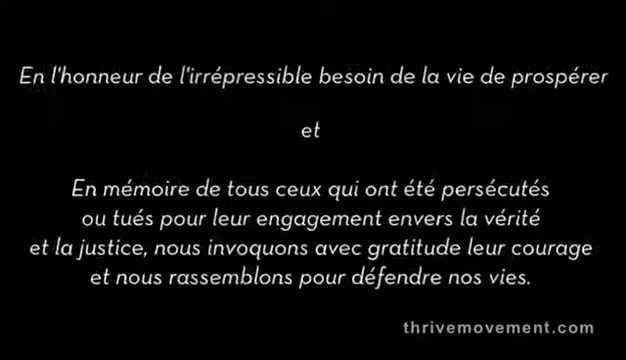 En l'honneur de l'irrépressible besoin de la vie de prospérer
et
En mémoire de tous ceux qui ont été persécutés
ou tués pour leur engagement envers la vérité
et la justice, nous invoquons avec gratitude leur courage
et nous rassemblons pour défendre nos vies.
thrivemovement.com